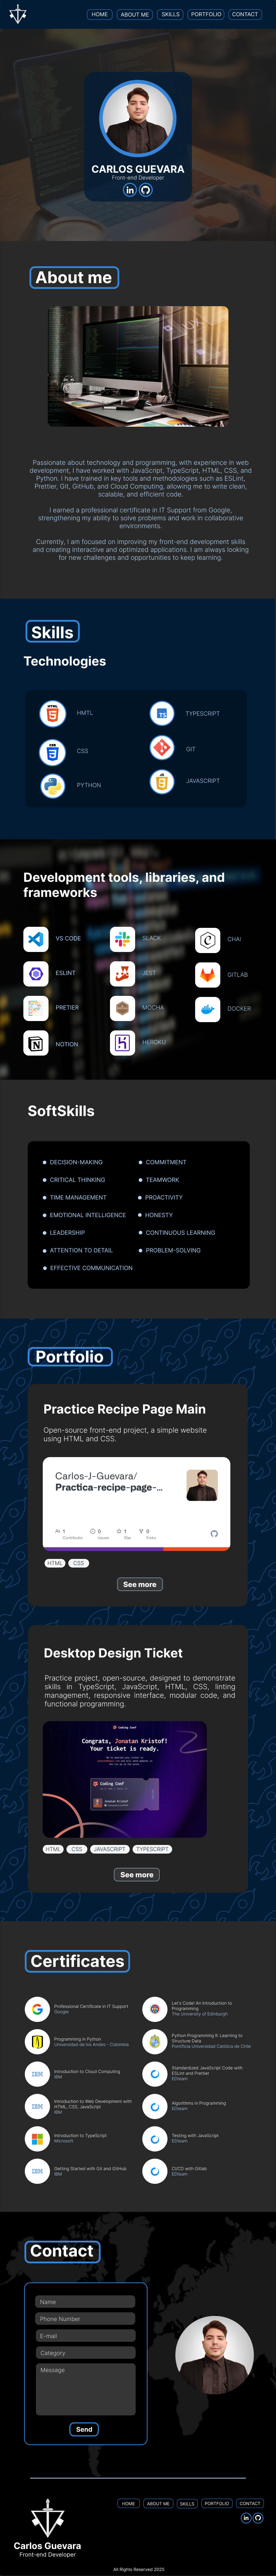 HOME ABOUT ME SKILLS PORTFOLIO CONTACT
CARLOS GUEVARA
Front-end Developer
in
About me
Passionate about technology and programming, with experience in web
development, I have worked with JavaScript, TypeScript, HTML, CSS, and
Python. I have trained in key tools and methodologies such as ESLint,
Prettier, Git, GitHub, and Cloud Computing, allowing me to write clean,
scalable, and efficient code.
I earned a professional certificate in IT Support from Google,
strengthening my ability to solve problems and work in collaborative
environments.
Currently, I am focused on improving my front-end development skills
and creating interactive and optimized applications. I am always looking
for new challenges and opportunities to keep learning.
Skills
Technologies
HMTL
TYPESCRIPT
CSS
GIT
PYTHON
JAVASCRIPT
Development tools, libraries, and
frameworks
VS CODE
SLACK
CHAI
ESLINT
JEST
GITLAB
PRETIER
MOCHA
DOCKER
NOTION
HEROKU
SoftSkills
DECISION-MAKING
COMMITMENT
CRITICAL THINKING
TEAMWORK
TIME MANAGEMENT
PROACTIVITY
EMOTIONAL INTELLIGENCE
HONESTY
LEADERSHIP
CONTINUOUS LEARNING
ATTENTION TO DETAIL
PROBLEM-SOLVING
EFFECTIVE COMMUNICATION
Portfolio
Practice Recipe Page Main
Open-source front-end project, a simple website
using HTML and CSS.
Carlos-J-Guevara/
Practica-recipe-page-...
1 0 1 0
Contributor Issues Star Forks
HTML CSS
See more
Desktop Design Ticket
Practice project, open-source, designed to demonstrate
skills in TypeScript, JavaScript, HTML, CSS, linting
management, responsive interface, modular code, and
functional programming.
Coding Conf
Congrats, Jonatan Kristof!
Your ticket is ready.
Coding Conf
Jonatan Kristof
HTML CSS JAVASCRIPT TYPESCRIPT
See more
Certificates
Professional Certificate in IT Support
Google
Let's Code! An Introduction to
Programming
The University of Edinburgh
Programming in Python
Universidad de los Andes - Colombia
Python Programming II: Learning to
Structure Data
Pontificia Universidad Católica de Chile
IBM
Introduction to Cloud Computing
IBM
Standardized JavaScript Code with
ESLint and Prettier
EDteam
IBM
Introduction to Web Development with
HTML, CSS, JavaScript
IBM
Algorithms in Programming
EDteam
Introduction to TypeScript
Microsoft
Testing with JavaScript
EDteam
IBM
Getting Started with Git and GitHub
IBM
CI/CD with Gitlab
EDteam
Contact
Name
Phone Number
E-mail
Category
Message
Send
HOME ABOUT ME SKILLS PORTFOLIO CONTACT
in
Carlos Guevara
Front-end Developer
All Rights Reserved 2025